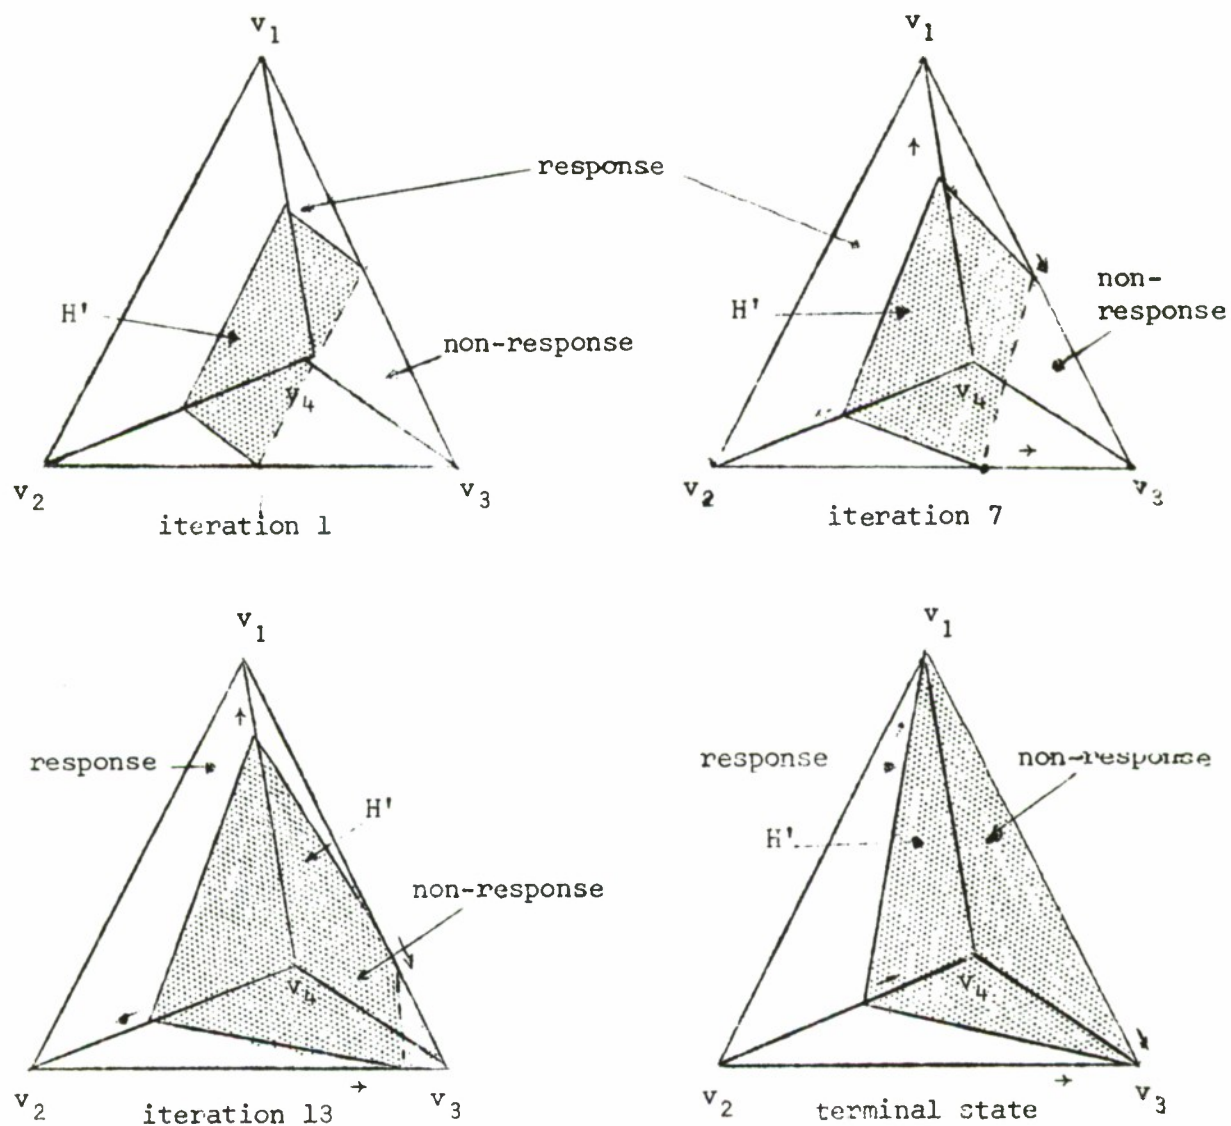 v1
response
H'
non-response
v4
v2
v3
iteration 1
v1
non-
response
H'
v4
v2
v3
iteration 7
v1
response
H'
non-response
v4
v2
v3
iteration 13
v1
response
non-response
H'
v4
v2
v3
terminal state